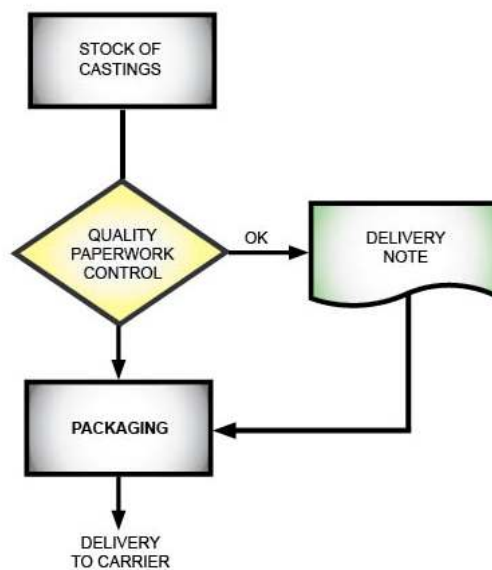 STOCK OF
CASTINGS
QUALITY
PAPERWORK
CONTROL
OK
DELIVERY
NOTE
PACKAGING
DELIVERY
TO CARRIER